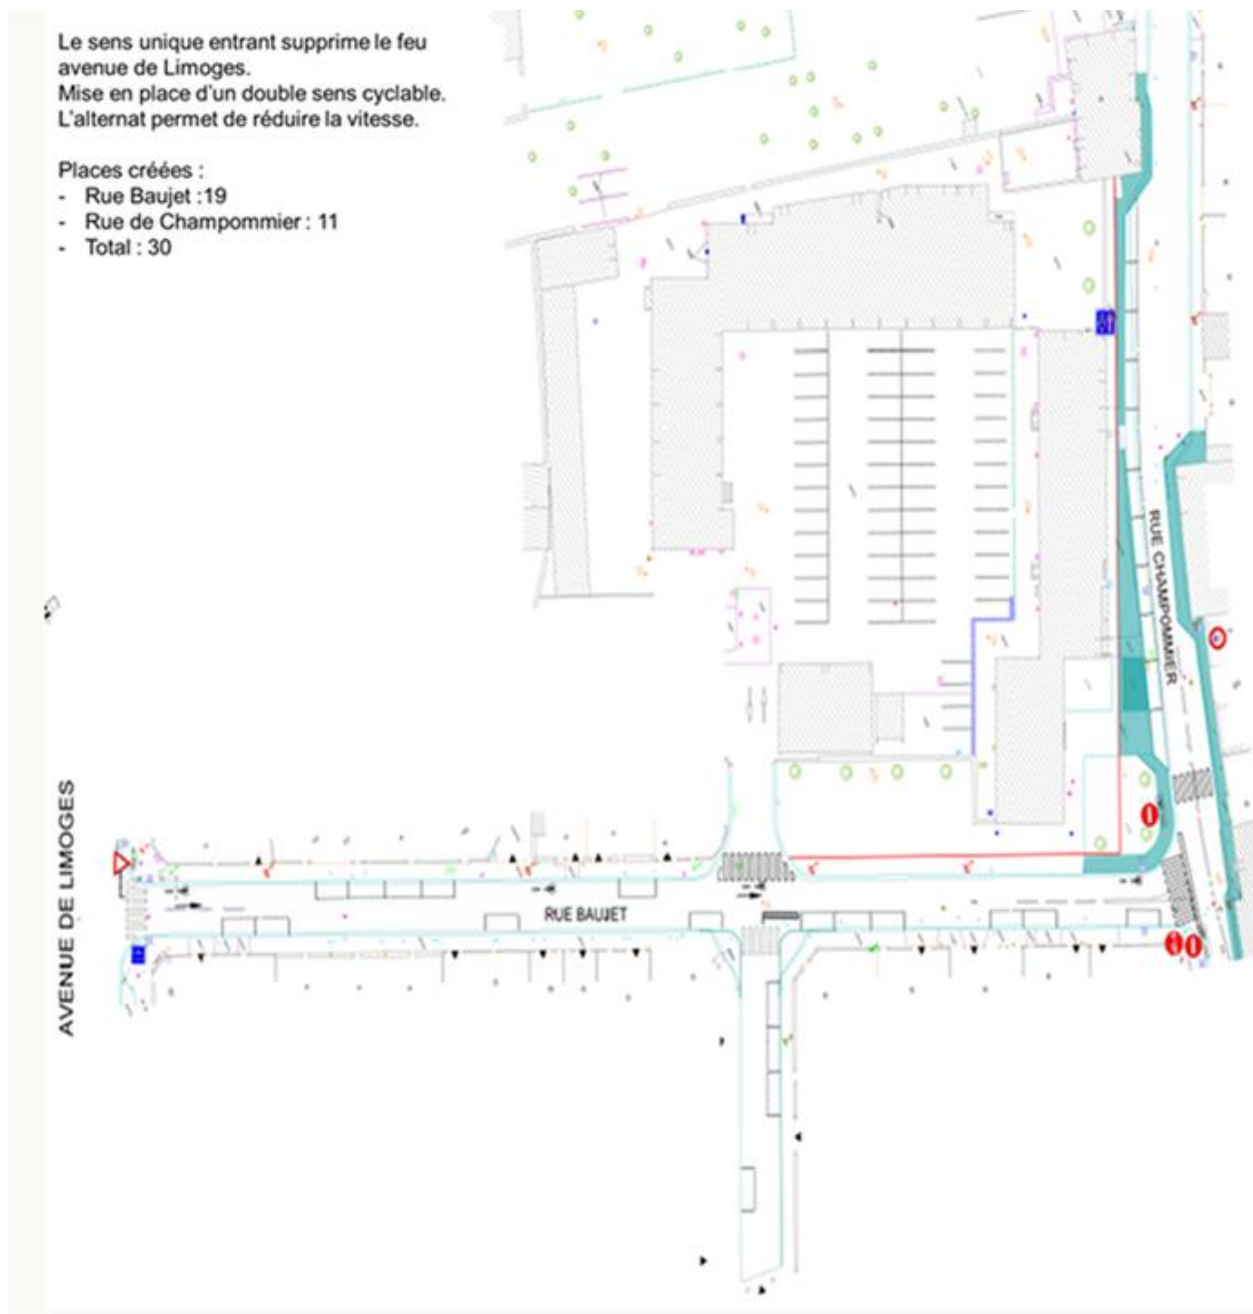 Le sens unique entrant supprime le feu
avenue de Limoges.
Mise en place d'un double sens cyclable.
L'alternat permet de réduire la vitesse.
Places créées :
- Rue Baujet :19
- Rue de Champommier : 11
- Total : 30
RUE CHAMPOMMIER
AVENUE DE LIMOGES
RUE BAUJET